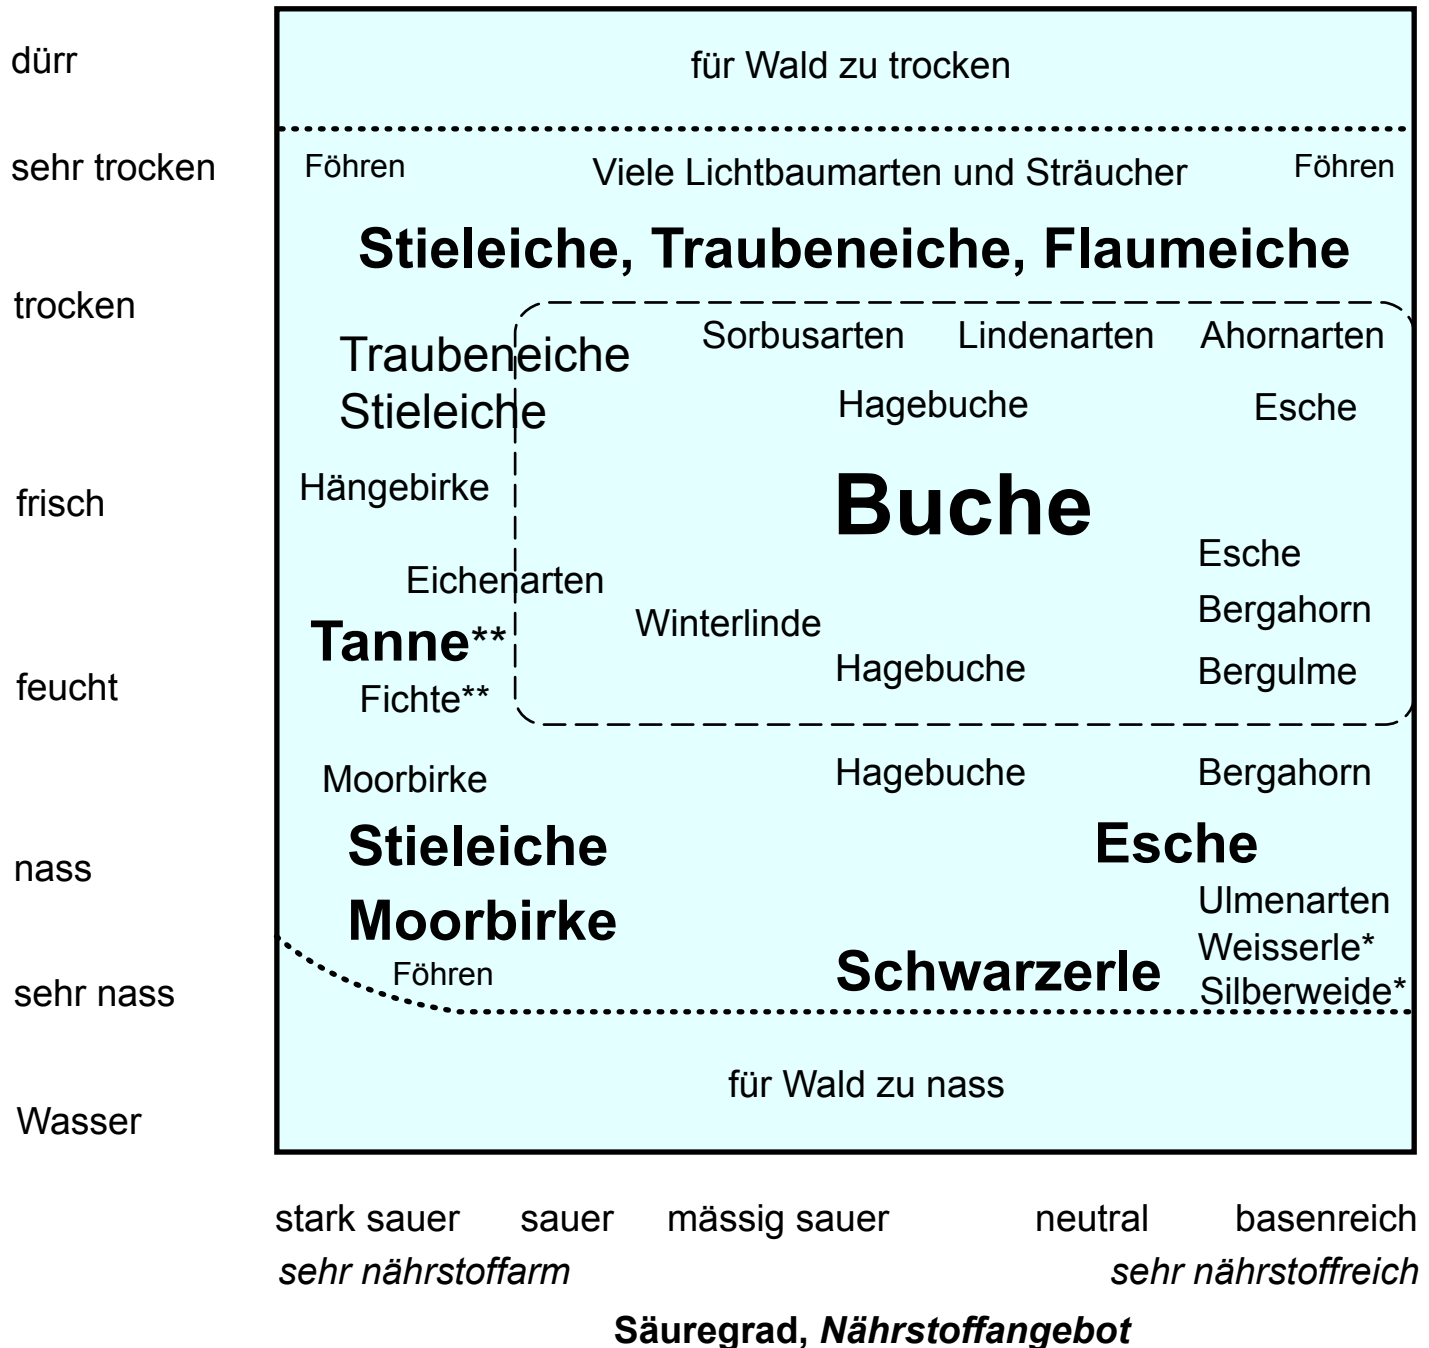 dürr
für Wald zu trocken
sehr trocken
Föhren
Viele Lichtbaumarten und Sträucher
Föhren
Stieleiche, Traubeneiche, Flaumeiche
trocken
Traubeneiche
Sorbusarten
Lindenarten
Ahornarten
Stieleiche
Hagebuche
Esche
Hängebirke
frisch
Buche
Esche
Eichenarten
Winterlinde
Bergahorn
Tanne**
Hagebuche
Bergulme
feucht
Fichte**
Moorbirke
Hagebuche
Bergahorn
Stieleiche
Esche
nass
Ulmenarten
Moorbirke
Weisserle*
Föhren
Schwarzerle
Silberweide*
sehr nass
für Wald zu nass
Wasser
stark sauer
sauer
mässig sauer
neutral
basenreich
sehr nährstoffarm
sehr nährstoffreich
Säuregrad, Nährstoffangebot